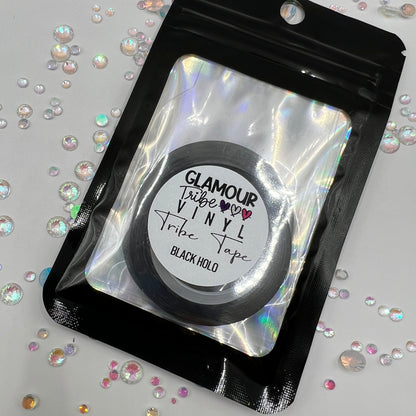 GLAMOUR
Tribe
VINYL
Tribe Tape
BLACK HOLO